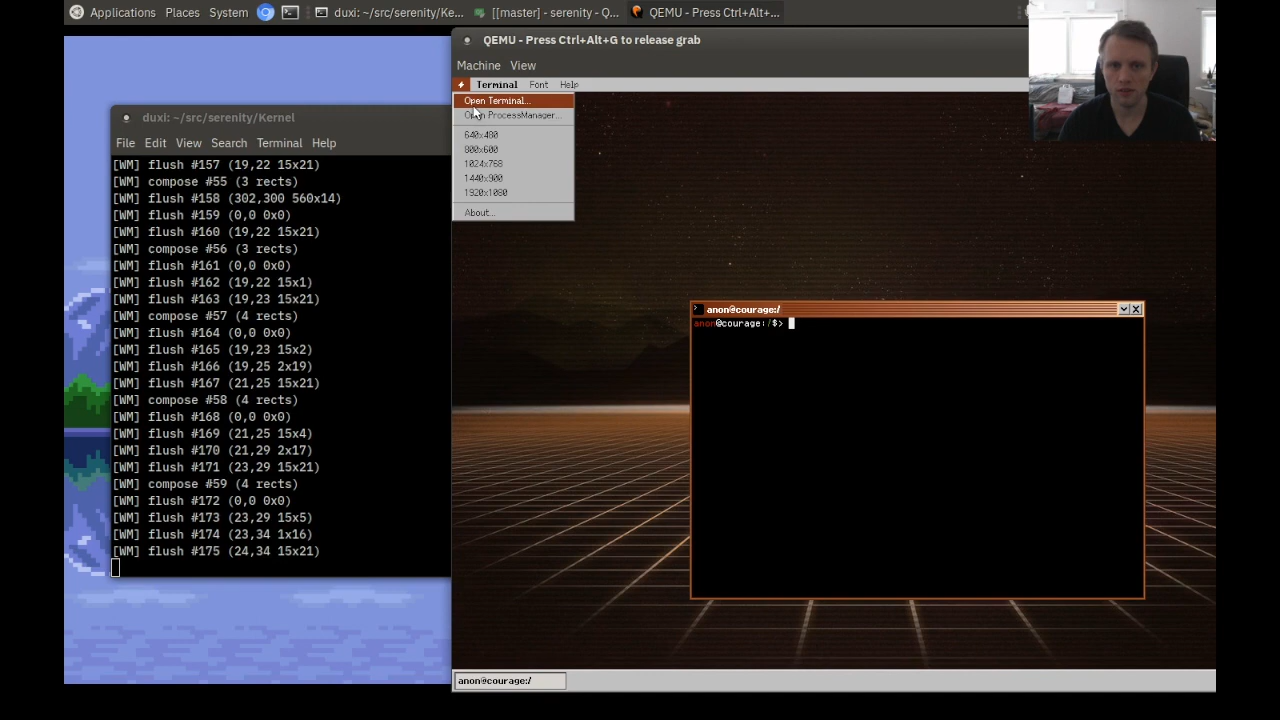 Applications Places System duxi: ~/src/serenity/Ke... [[master] - serenity - Q... QEMU - Press Ctrl+Alt+...
QEMU - Press Ctrl+Alt+G to release grab
Machine View
Terminal Font Help
Open Terminal...
Open ProcessManager...
640x480
800x600
1024x768
1440x900
1920x1080
About...
duxi: ~/src/serenity/Kernel
File Edit View Search Terminal Help
[WM] flush #157 (19,22 15x21)
[WM] compose #55 (3 rects)
[WM] flush #158 (302,300 560x14)
[WM] flush #159 (0,0 0x0)
[WM] flush #160 (19,22 15x21)
[WM] compose #56 (3 rects)
[WM] flush #161 (0,0 0x0)
[WM] flush #162 (19,22 15x1)
[WM] flush #163 (19,23 15x21)
[WM] compose #57 (4 rects)
[WM] flush #164 (0,0 0x0)
[WM] flush #165 (19,23 15x2)
[WM] flush #166 (19,25 2x19)
[WM] flush #167 (21,25 15x21)
[WM] compose #58 (4 rects)
[WM] flush #168 (0,0 0x0)
[WM] flush #169 (21,25 15x4)
[WM] flush #170 (21,29 2x17)
[WM] flush #171 (23,29 15x21)
[WM] compose #59 (4 rects)
[WM] flush #172 (0,0 0x0)
[WM] flush #173 (23,29 15x5)
[WM] flush #174 (23,34 1x16)
[WM] flush #175 (24,34 15x21)
anon@courage:/
anon@courage:/$>
anon@courage:/